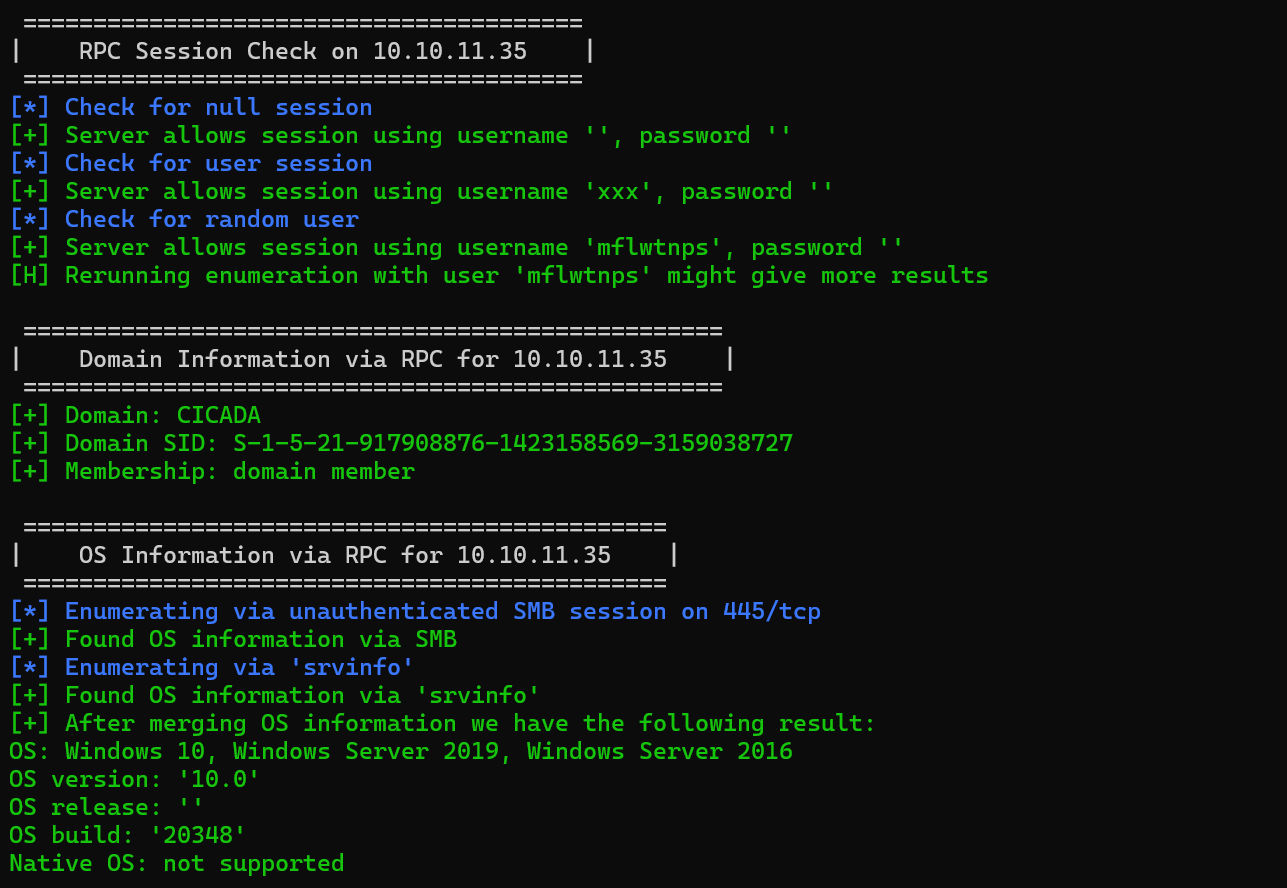 ========================================
|    RPC Session Check on 10.10.11.35    |
 ========================================
[*] Check for null session
[+] Server allows session using username '', password ''
[*] Check for user session
[+] Server allows session using username 'xxx', password ''
[*] Check for random user
[+] Server allows session using username 'mflwtnps', password ''
[H] Rerunning enumeration with user 'mflwtnps' might give more results

 ==================================================
|    Domain Information via RPC for 10.10.11.35    |
 ==================================================
[+] Domain: CICADA
[+] Domain SID: S-1-5-21-917908876-1423158569-3159038727
[+] Membership: domain member

 ==============================================
|    OS Information via RPC for 10.10.11.35    |
 ==============================================
[*] Enumerating via unauthenticated SMB session on 445/tcp
[+] Found OS information via SMB
[*] Enumerating via 'srvinfo'
[+] Found OS information via 'srvinfo'
[+] After merging OS information we have the following result:
OS: Windows 10, Windows Server 2019, Windows Server 2016
OS version: '10.0'
OS release: ''
OS build: '20348'
Native OS: not supported